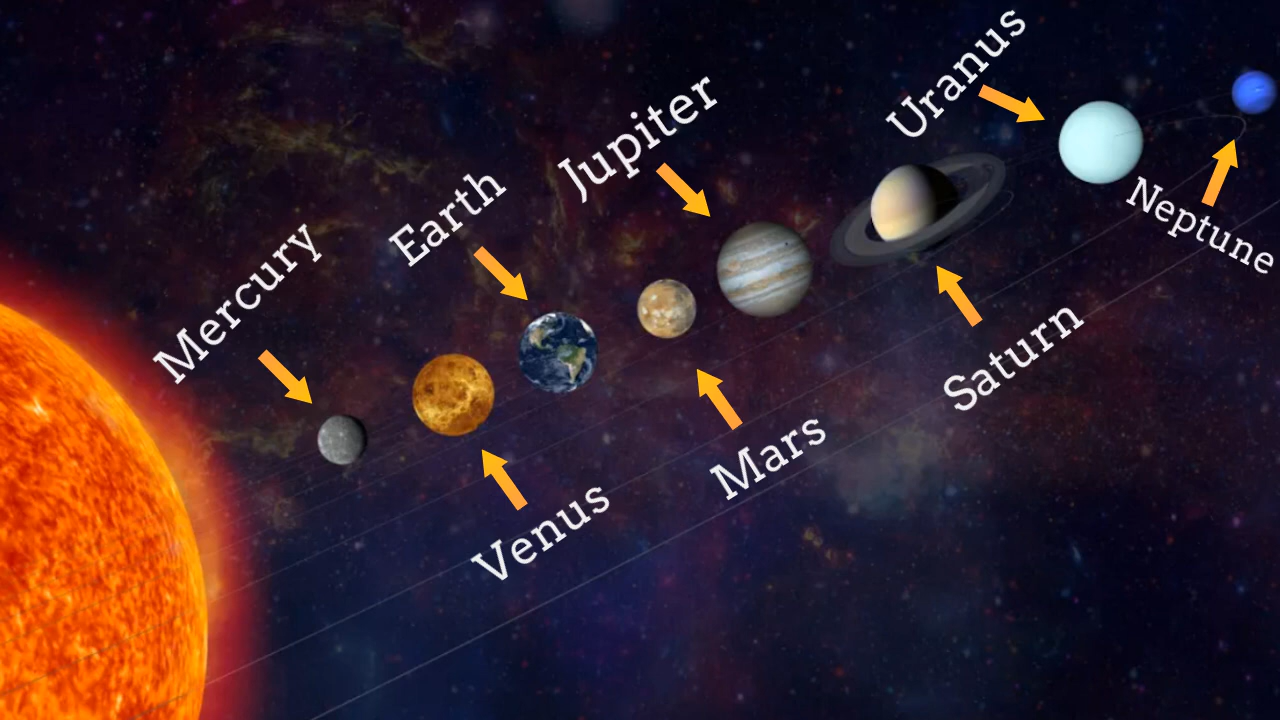 Mercury
Venus
Earth
Mars
Jupiter
Saturn
Uranus
Neptune